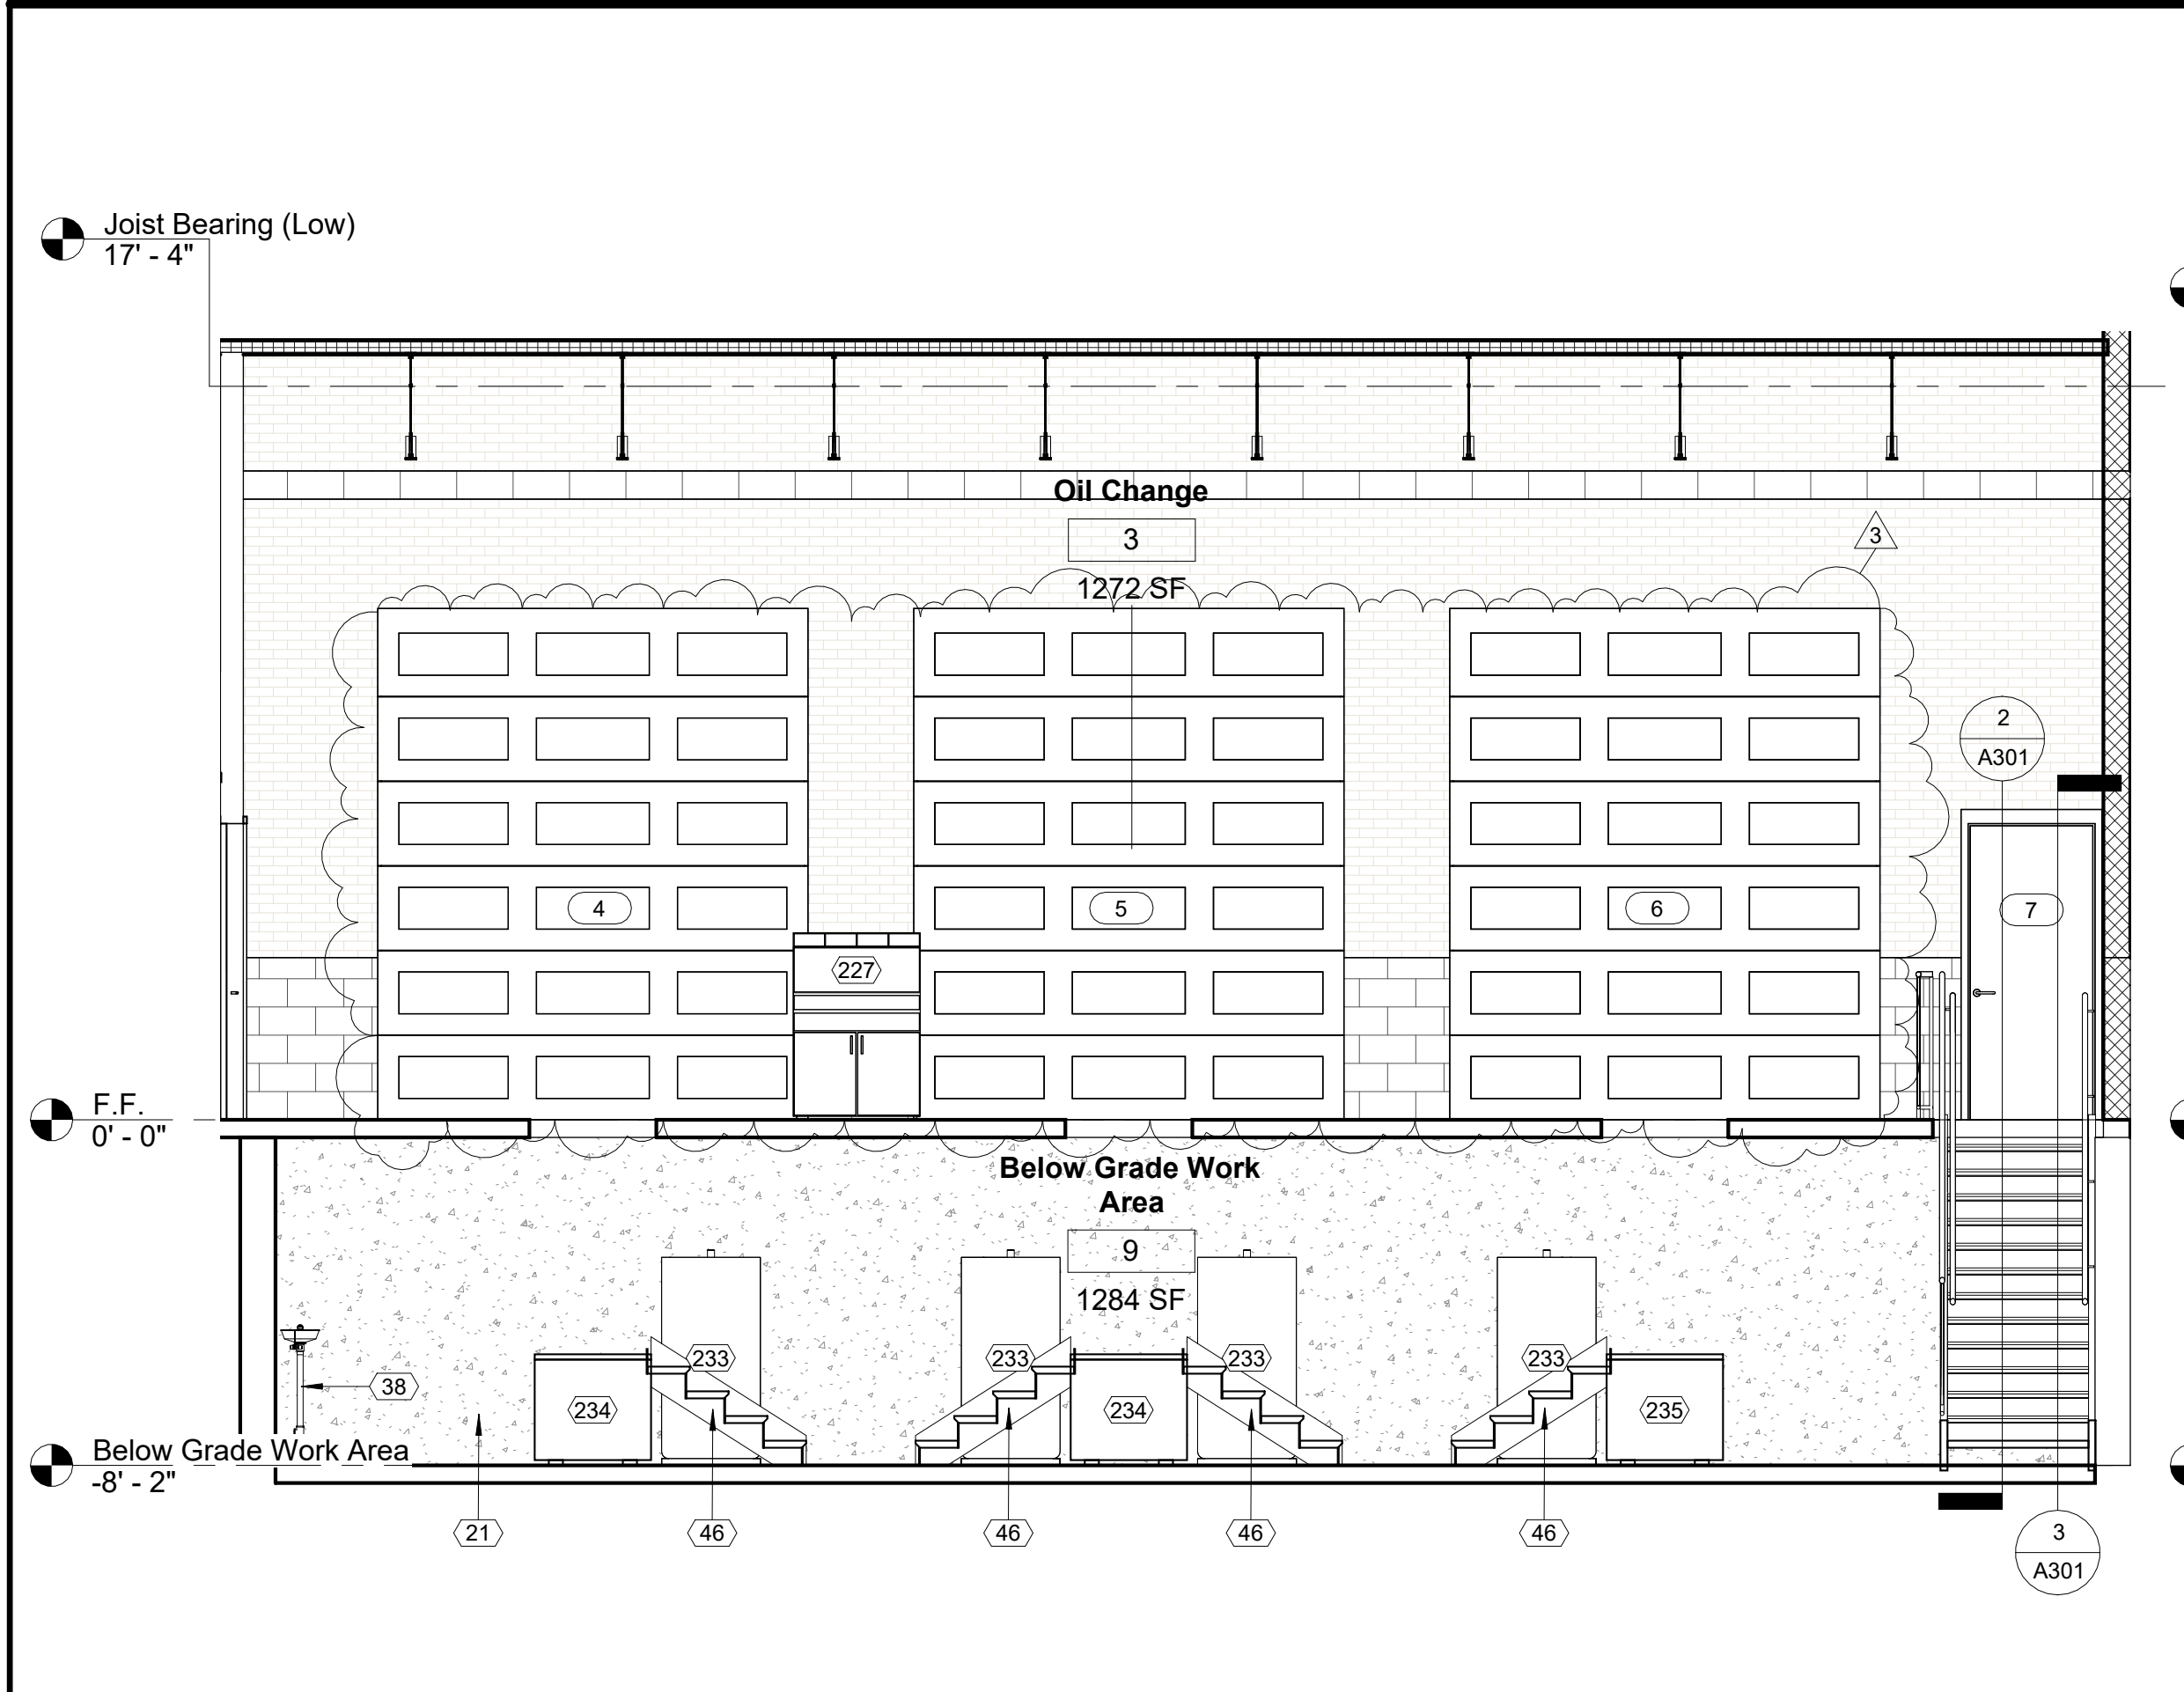 Joist Bearing (Low)
17' - 4"
Oil Change
3
3
1272 SF
2
A301
4
5
6
7
227
F.F.
0' - 0"
Below Grade Work
Area
9
1284 SF
233
233
233
233
38
234
234
235
Below Grade Work Area
-8' - 2"
21
46
46
46
46
3
A301